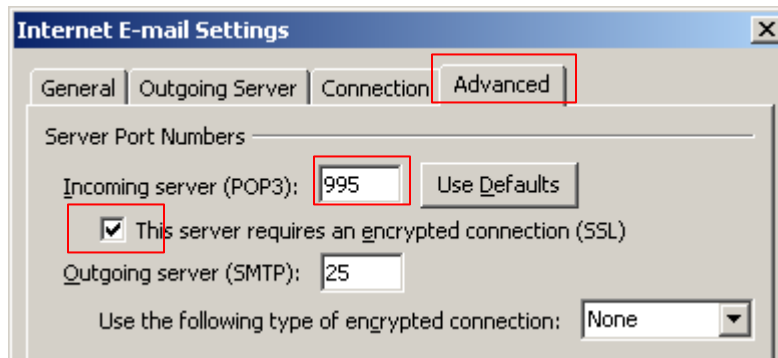 Internet E-mail Settings
General Outgoing Server Connection Advanced
Server Port Numbers
Incoming server (POP3): 995 Use Defaults
This server requires an encrypted connection (SSL)
Outgoing server (SMTP): 25
Use the following type of encrypted connection: None